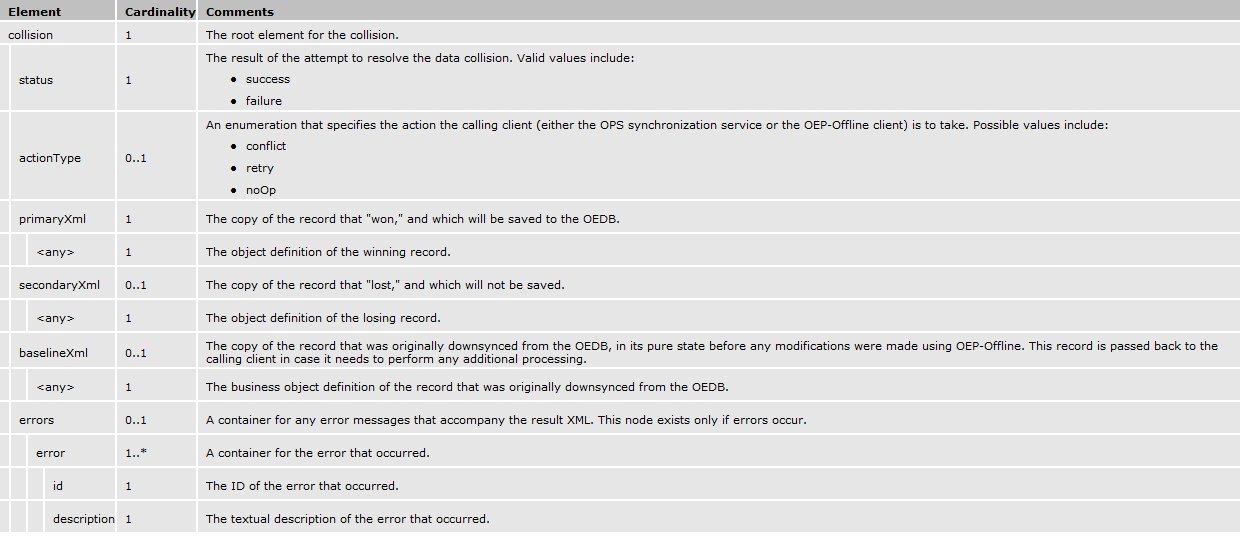 Element Cardinality Comments
collision 1 The root element for the collision.
status 1 The result of the attempt to resolve the data collision. Valid values include:
• success
• failure
actionType 0..1 An enumeration that specifies the action the calling client (either the OPS synchronization service or the OEP-Offline client) is to take. Possible values include:
• conflict
• retry
• noOp
primaryXml 1 The copy of the record that "won," and which will be saved to the OEDB.
<any> 1 The object definition of the winning record.
secondaryXml 0..1 The copy of the record that "lost," and which will not be saved.
<any> 1 The object definition of the losing record.
baselineXml 0..1 The copy of the record that was originally downsynced from the OEDB, in its pure state before any modifications were made using OEP-Offline. This record is passed back to the
calling client in case it needs to perform any additional processing.
<any> 1 The business object definition of the record that was originally downsynced from the OEDB.
errors 0..1 A container for any error messages that accompany the result XML. This node exists only if errors occur.
error 1..* A container for the error that occurred.
id 1 The ID of the error that occurred.
description 1 The textual description of the error that occurred.